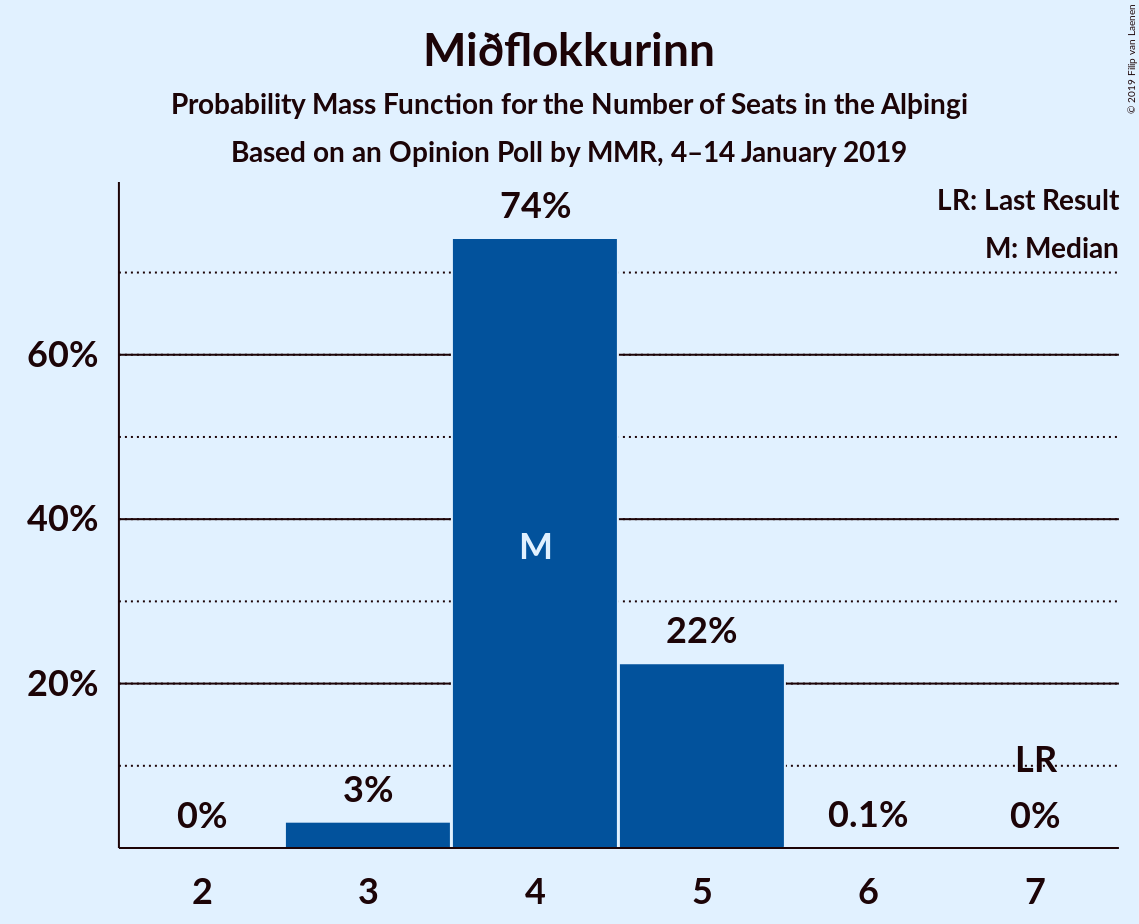 Miðflokkurinn
Probability Mass Function for the Number of Seats in the Alþingi
Based on an Opinion Poll by MMR, 4–14 January 2019
© 2019 Filip van Laenen
LR: Last Result
M: Median
74%
60%
40%
M
22%
20%
LR
3%
0%
0.1%
0%
2 3 4 5 6 7